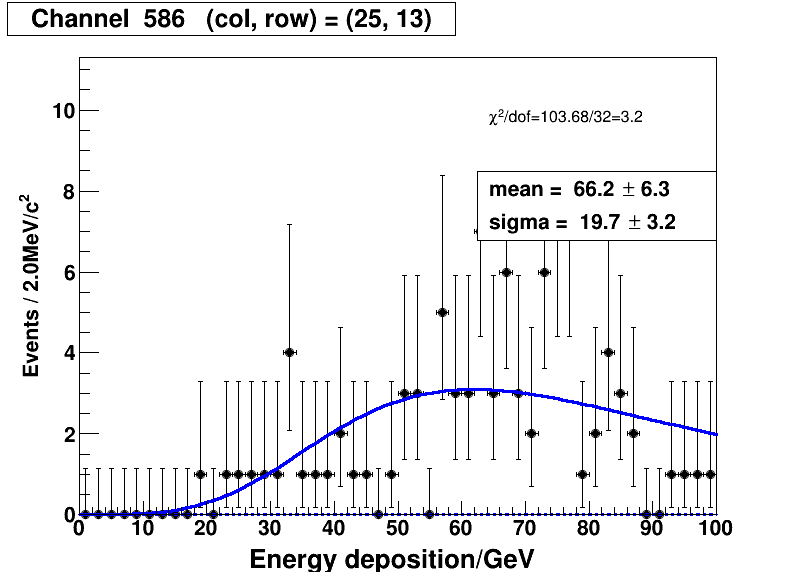 Channel 586 (col, row) = (25, 13)
χ²/dof=103.68/32=3.2
mean = 66.2 ± 6.3
sigma = 19.7 ± 3.2
Events / 2.0MeV/c²
10
8
6
4
2
0
0 10 20 30 40 50 60 70 80 90 100
Energy deposition/GeV